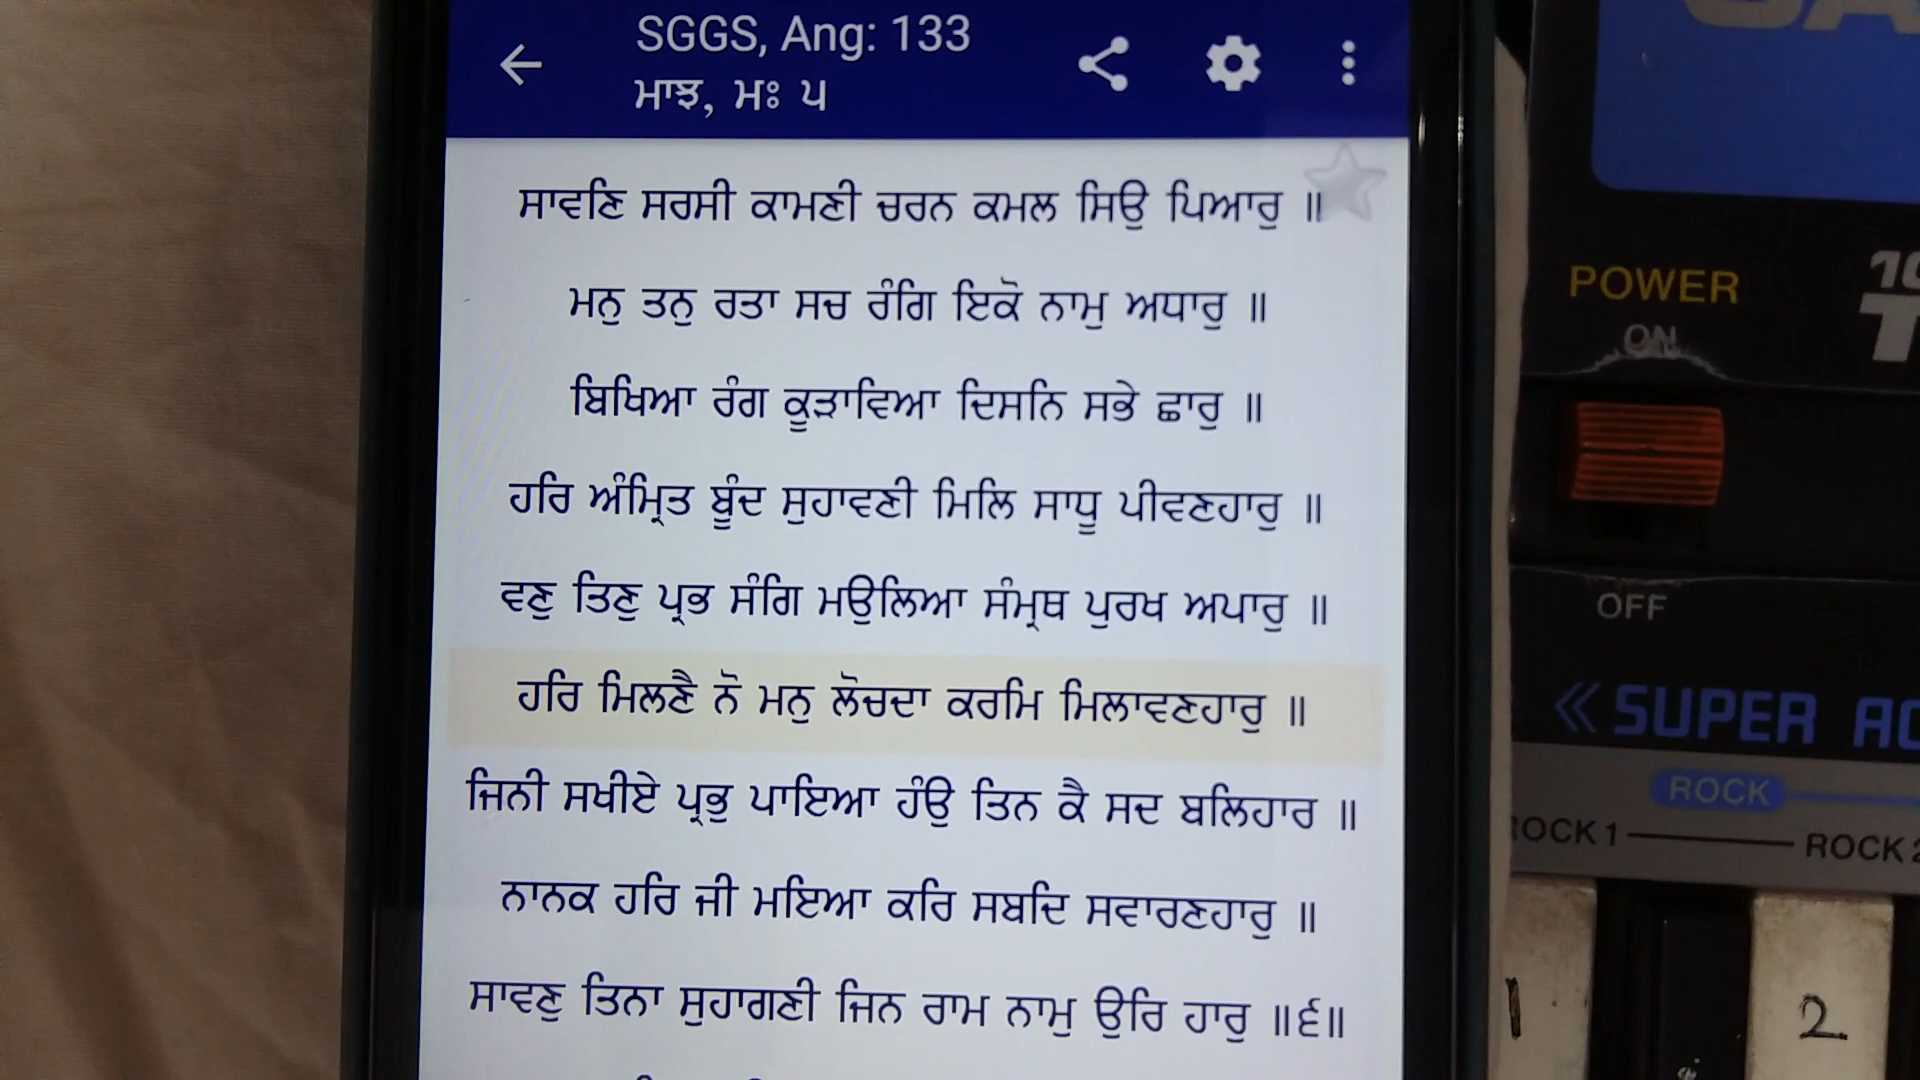 SGGS, Ang: 133
ਮਾਝ, ਮਃ ੫
ਸਾਵਣਿ ਸਰਸੀ ਕਾਮਣੀ ਚਰਨ ਕਮਲ ਸਿਉ ਪਿਆਰੁ ॥
ਮਨੁ ਤਨੁ ਰਤਾ ਸਚ ਰੰਗਿ ਇਕੋ ਨਾਮੁ ਅਧਾਰੁ ॥
ਬਿਖਿਆ ਰੰਗ ਕੂੜਾਵਿਆ ਦਿਸਨਿ ਸਭੇ ਛਾਰੁ ॥
ਹਰਿ ਅੰਮ੍ਰਿਤ ਬੂੰਦ ਸੁਹਾਵਣੀ ਮਿਲਿ ਸਾਧੂ ਪੀਵਣਹਾਰੁ ॥
ਵਣੁ ਤਿਣੁ ਪ੍ਰਭ ਸੰਗਿ ਮਉਲਿਆ ਸੰਮ੍ਰਥ ਪੁਰਖ ਅਪਾਰੁ ॥
ਹਰਿ ਮਿਲਣੈ ਨੋ ਮਨੁ ਲੋਚਦਾ ਕਰਮਿ ਮਿਲਾਵਣਹਾਰੁ ॥
ਜਿਨੀ ਸਖੀਏ ਪ੍ਰਭੁ ਪਾਇਆ ਹੰਉ ਤਿਨ ਕੈ ਸਦ ਬਲਿਹਾਰ ॥
ਨਾਨਕ ਹਰਿ ਜੀ ਮਇਆ ਕਰਿ ਸਬਦਿ ਸਵਾਰਣਹਾਰੁ ॥
ਸਾਵਣੁ ਤਿਨਾ ਸੁਹਾਗਣੀ ਜਿਨ ਰਾਮ ਨਾਮੁ ਉਰਿ ਹਾਰੁ ॥੬॥
POWER
ON
OFF
SUPER
ROCK
ROCK 2
1
2